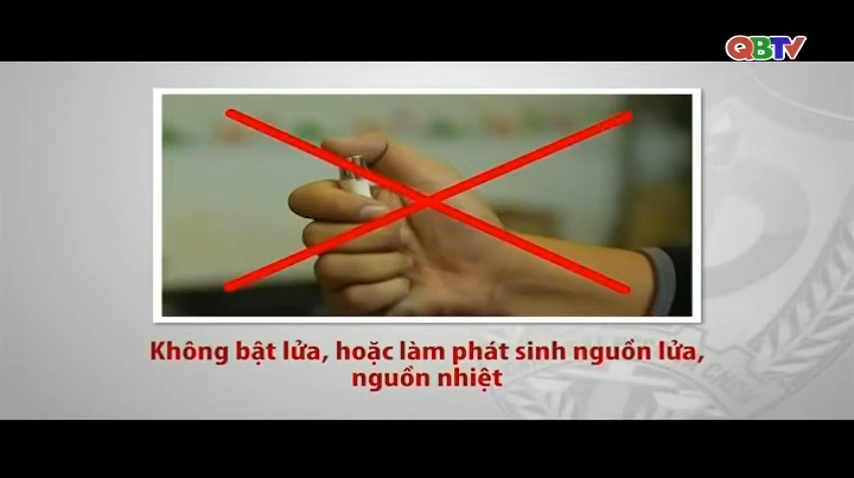 QBTV
Không bật lửa, hoặc làm phát sinh nguồn lửa,
nguồn nhiệt